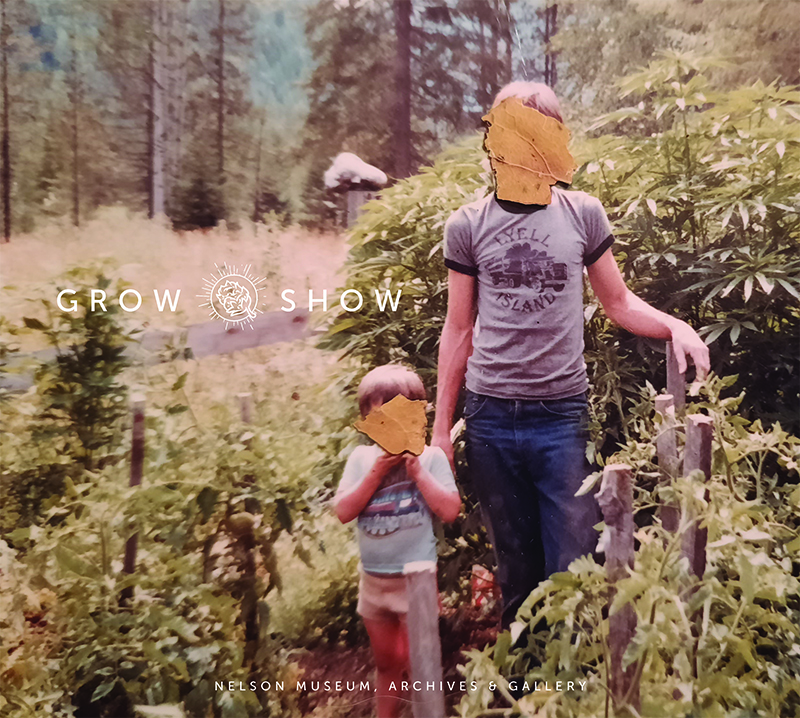 LYELL
ISLAND
GROW SHOW
NELSON MUSEUM, ARCHIVES & GALLERY